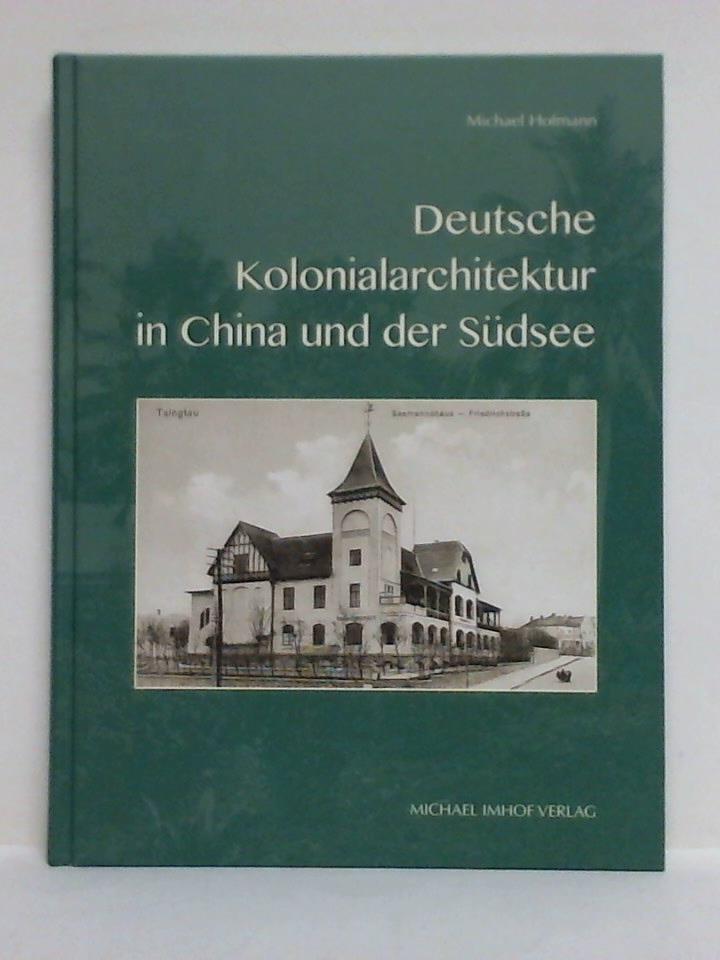 Michael Hofmann
Deutsche
Kolonialarchitektur
in China und der Südsee
Tsingtau
Seemannshaus — Friedrichstraße
MICHAEL IMHOF VERLAG